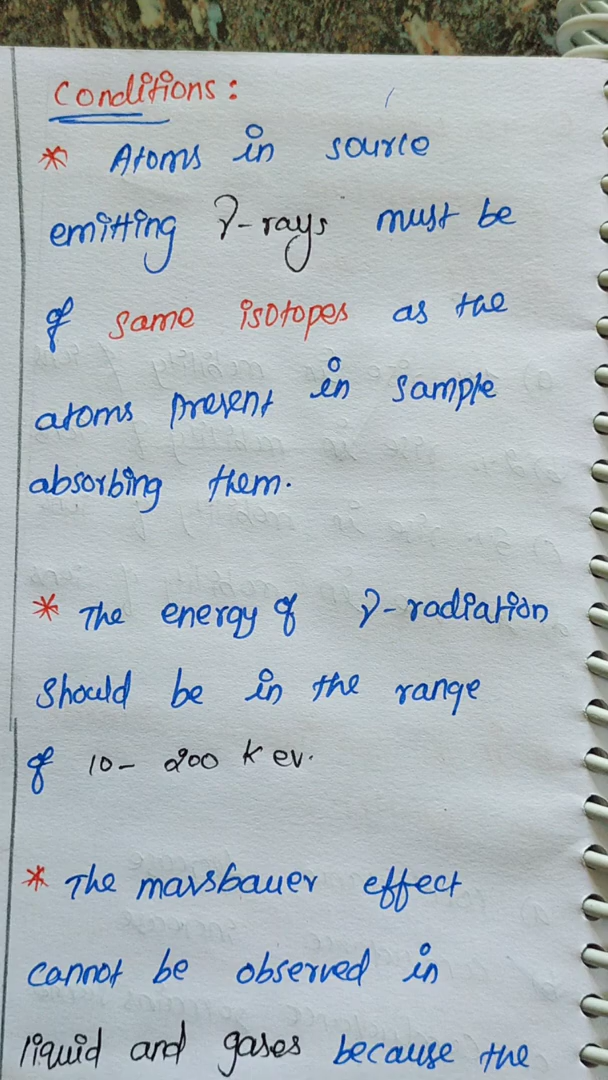 Conditions:
* Atoms in source
emitting γ-rays must be
of same isotopes as the
atoms present in sample
absorbing them.
* The energy of γ-radiation
should be in the range
of 10-200 kev.
* The mavsbauer effect
cannot be observed in
liquid and gases because the